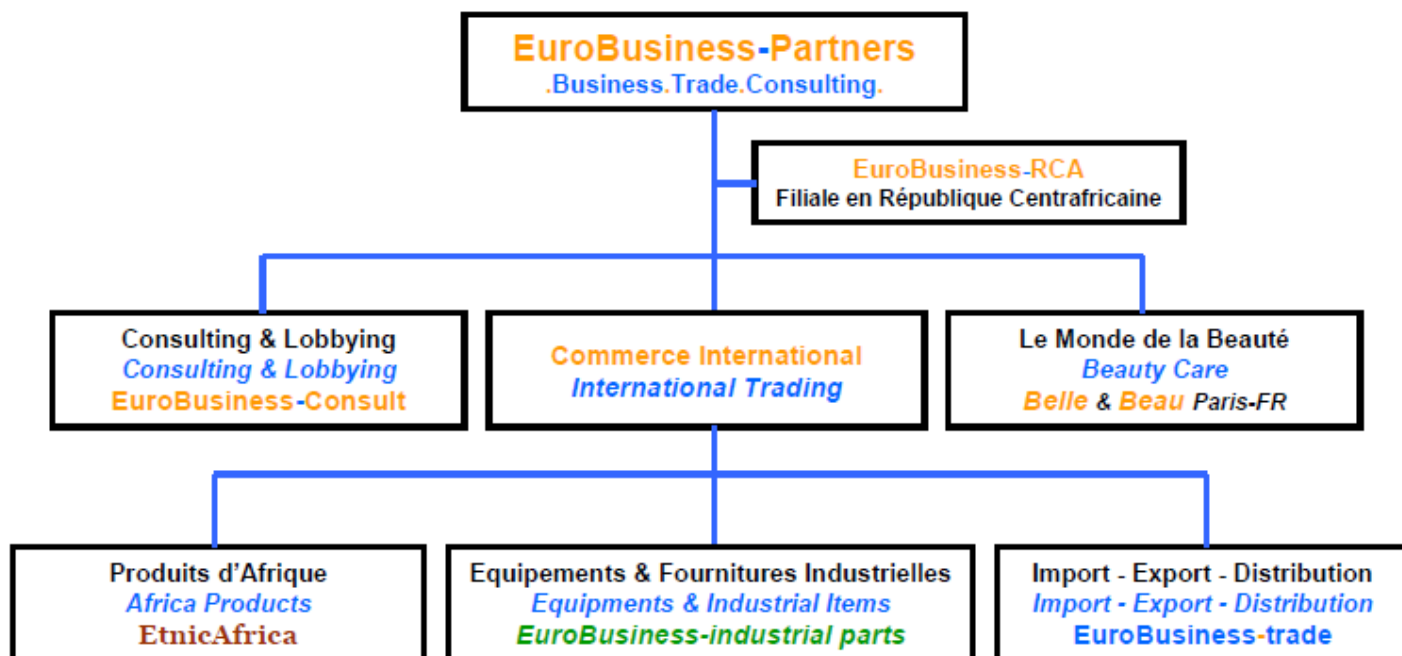 EuroBusiness-Partners
.Business.Trade.Consulting.
EuroBusiness-RCA
Filiale en République Centrafricaine
Consulting & Lobbying
Consulting & Lobbying
EuroBusiness-Consult
Commerce International
International Trading
Le Monde de la Beauté
Beauty Care
Belle & Beau Paris-FR
Produits d'Afrique
Africa Products
EtnicAfrica
Equipements & Fournitures Industrielles
Equipments & Industrial Items
EuroBusiness-industrial parts
Import - Export - Distribution
Import - Export - Distribution
EuroBusiness-trade